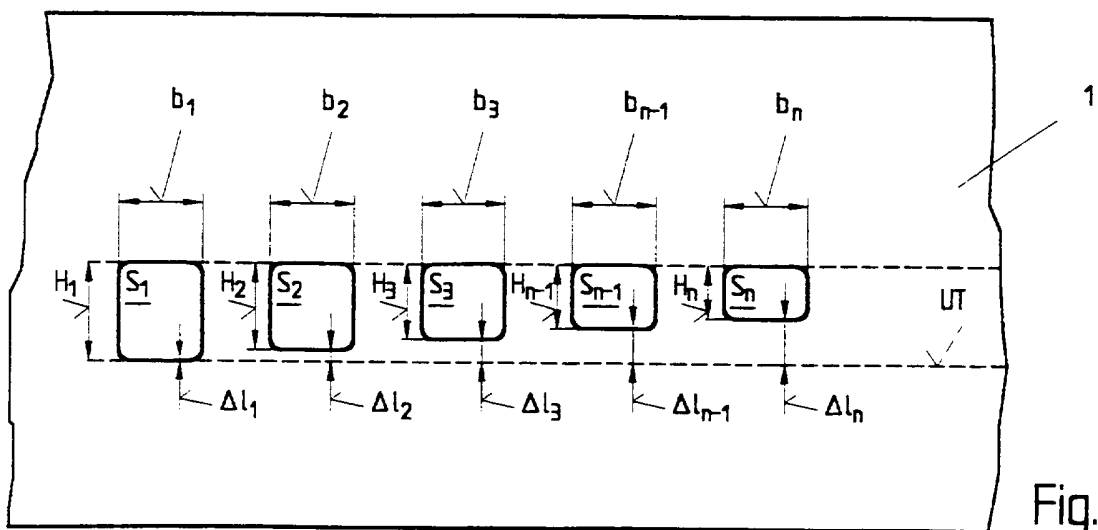 b₁ b₂ b₃ bₙ₋₁ bₙ 1
H₁ S₁ H₂ S₂ H₃ S₃ Hₙ₋₁ Sₙ₋₁ Hₙ Sₙ UT
Δl₁ Δl₂ Δl₃ Δlₙ₋₁ Δlₙ
Fig.